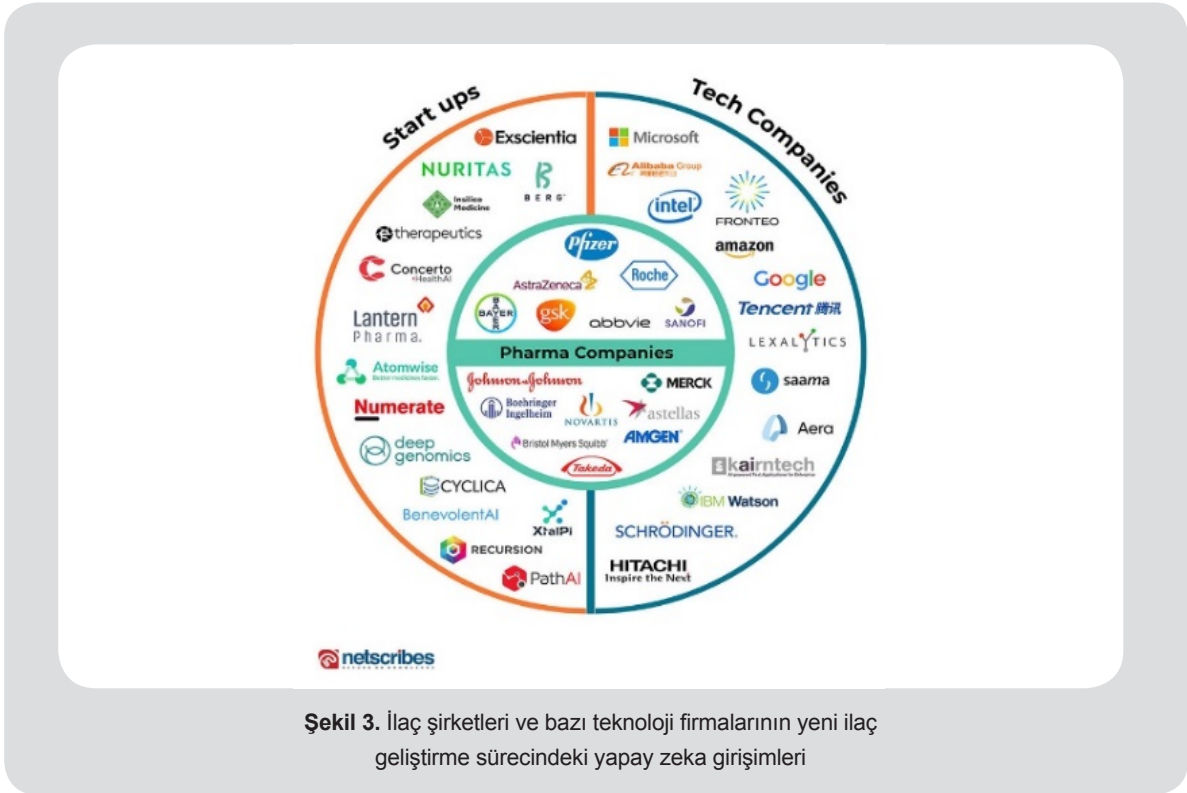 Start ups
Tech Companies
Exscientia
NURITAS
BERG
Insilico
Medicine
therapeutics
Concerto
HealthAI
Lantern
Pharma.
Atomwise
Better medicines faster.
Numerate
deep
genomics
CYCLICA
BenevolentAI
XtalPi
RECURSION
PathAI
Microsoft
Alibaba Group
intel
FRONTEO
amazon
Google
Tencent 腾讯
LEXALYTICS
saama
Aera
kairntech
IBM Watson
SCHRÖDINGER.
HITACHI
Inspire the Next
Pfizer
AstraZeneca
Roche
BAYER
gsk
abbvie
SANOFI
Pharma Companies
Johnson & Johnson
MERCK
Boehringer
Ingelheim
NOVARTIS
astellas
Bristol Myers Squibb
AMGEN
Takeda
netscribes
Şekil 3. İlaç şirketleri ve bazı teknoloji firmalarının yeni ilaç
geliştirme sürecindeki yapay zeka girişimleri